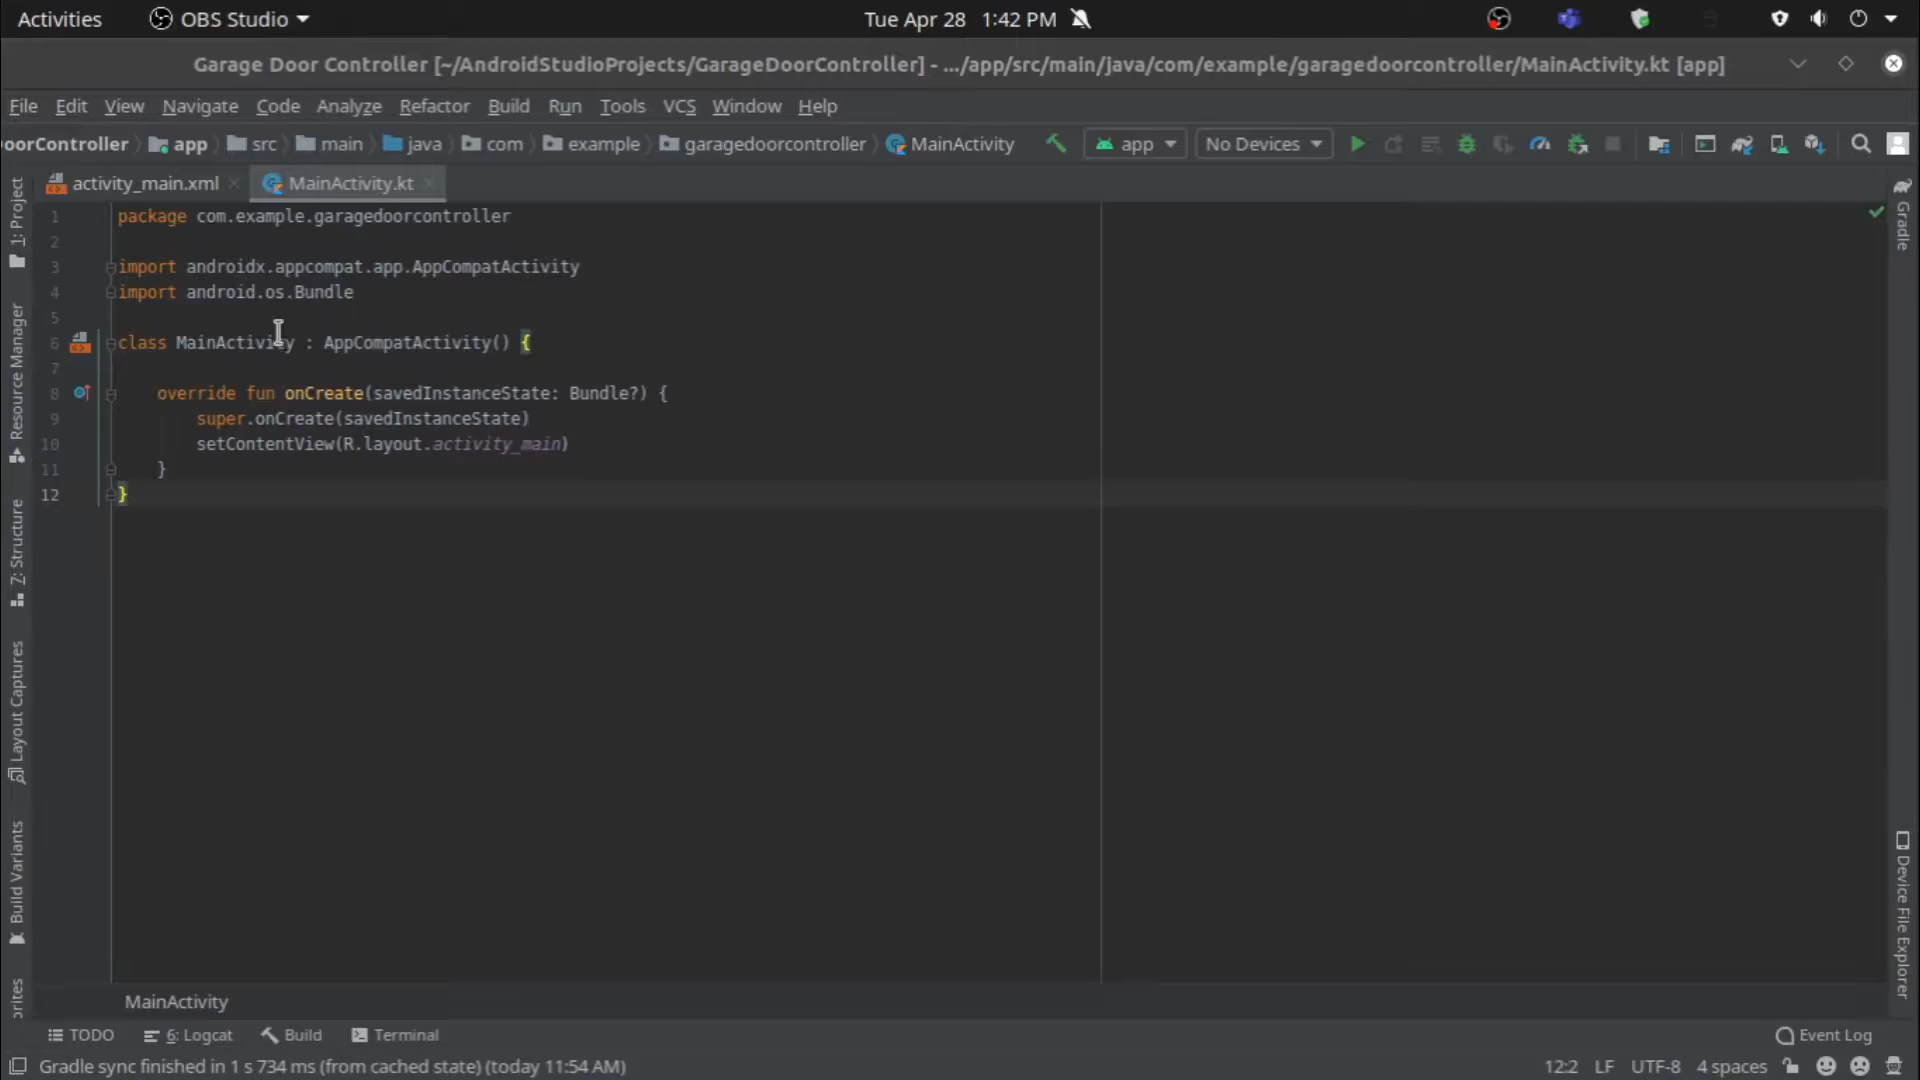 Activities OBS Studio Tue Apr 28 1:42 PM
Garage Door Controller [~/AndroidStudioProjects/GarageDoorController] - .../app/src/main/java/com/example/garagedoorcontroller/MainActivity.kt [app]
File Edit View Navigate Code Analyze Refactor Build Run Tools VCS Window Help
oorController app src main java com example garagedoorcontroller MainActivity app No Devices
activity_main.xml MainActivity.kt
1 package com.example.garagedoorcontroller
2
3 import androidx.appcompat.app.AppCompatActivity
4 import android.os.Bundle
5
6 class MainActivity : AppCompatActivity() {
7
8 override fun onCreate(savedInstanceState: Bundle?) {
9 super.onCreate(savedInstanceState)
10 setContentView(R.layout.activity_main)
11 }
12 }
1: Project
Resource Manager
Z: Structure
Layout Captures
Build Variants
orites
Gradle
Device File Explorer
MainActivity
TODO 6: Logcat Build Terminal Event Log
Gradle sync finished in 1 s 734 ms (from cached state) (today 11:54 AM) 12:2 LF UTF-8 4 spaces